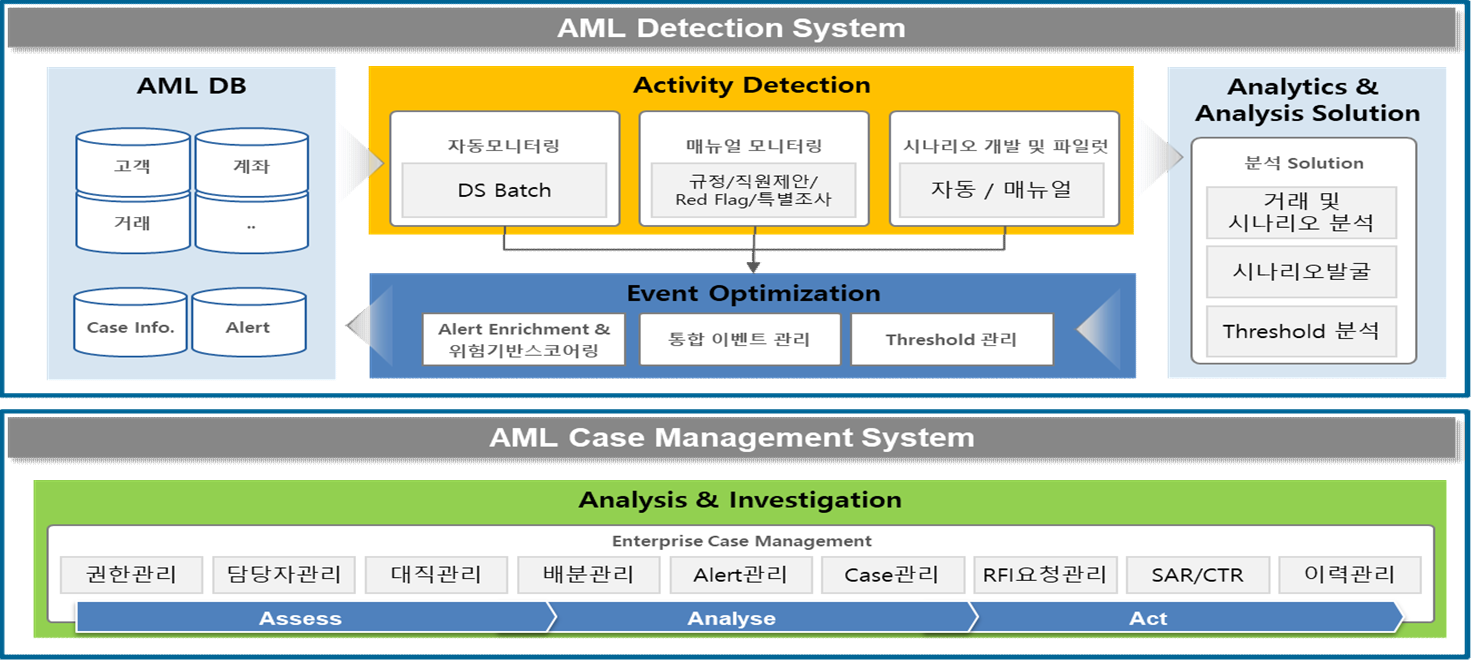 AML Detection System
AML DB
고객
계좌
거래
..
Case Info.
Alert
Activity Detection
자동모니터링
DS Batch
매뉴얼 모니터링
규정/직원제안/
Red Flag/특별조사
시나리오 개발 및 파일럿
자동 / 매뉴얼
Event Optimization
Alert Enrichment &
위험기반스코어링
통합 이벤트 관리
Threshold 관리
Analytics &
Analysis Solution
분석 Solution
거래 및
시나리오 분석
시나리오발굴
Threshold 분석
AML Case Management System
Analysis & Investigation
Enterprise Case Management
권한관리
담당자관리
대직관리
배분관리
Alert관리
Case관리
RFI요청관리
SAR/CTR
이력관리
Assess
Analyse
Act